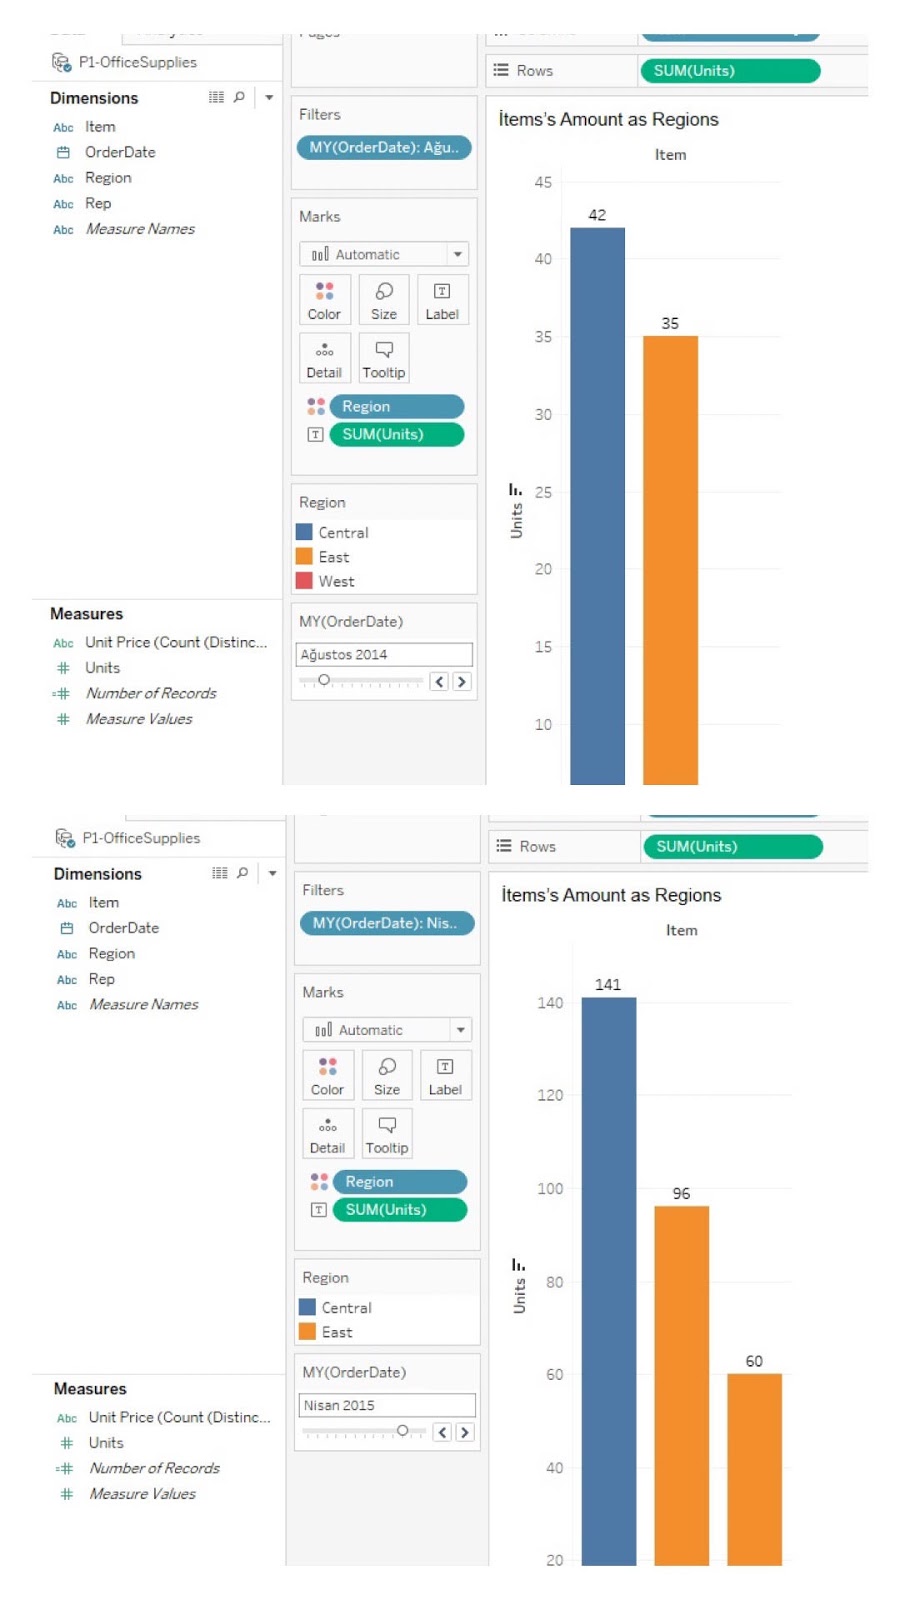 P1-OfficeSupplies
Dimensions
Abc Item
OrderDate
Abc Region
Abc Rep
Abc Measure Names
Measures
Abc Unit Price (Count (Distinc...
# Units
=# Number of Records
# Measure Values
Pages
Filters
MY(OrderDate): Ağu..
Marks
Automatic
Color Size Label
Detail Tooltip
Region
SUM(Units)
Region
Central
East
West
MY(OrderDate)
Ağustos 2014
Rows SUM(Units)
İtems's Amount as Regions
Item
45
42
40
35
35
30
25
Units
20
15
10
P1-OfficeSupplies
Dimensions
Abc Item
OrderDate
Abc Region
Abc Rep
Abc Measure Names
Measures
Abc Unit Price (Count (Distinc...
# Units
=# Number of Records
# Measure Values
Filters
MY(OrderDate): Nis..
Marks
Automatic
Color Size Label
Detail Tooltip
Region
SUM(Units)
Region
Central
East
MY(OrderDate)
Nisan 2015
Rows SUM(Units)
İtems's Amount as Regions
Item
141
140
120
100
96
80
Units
60
60
40
20